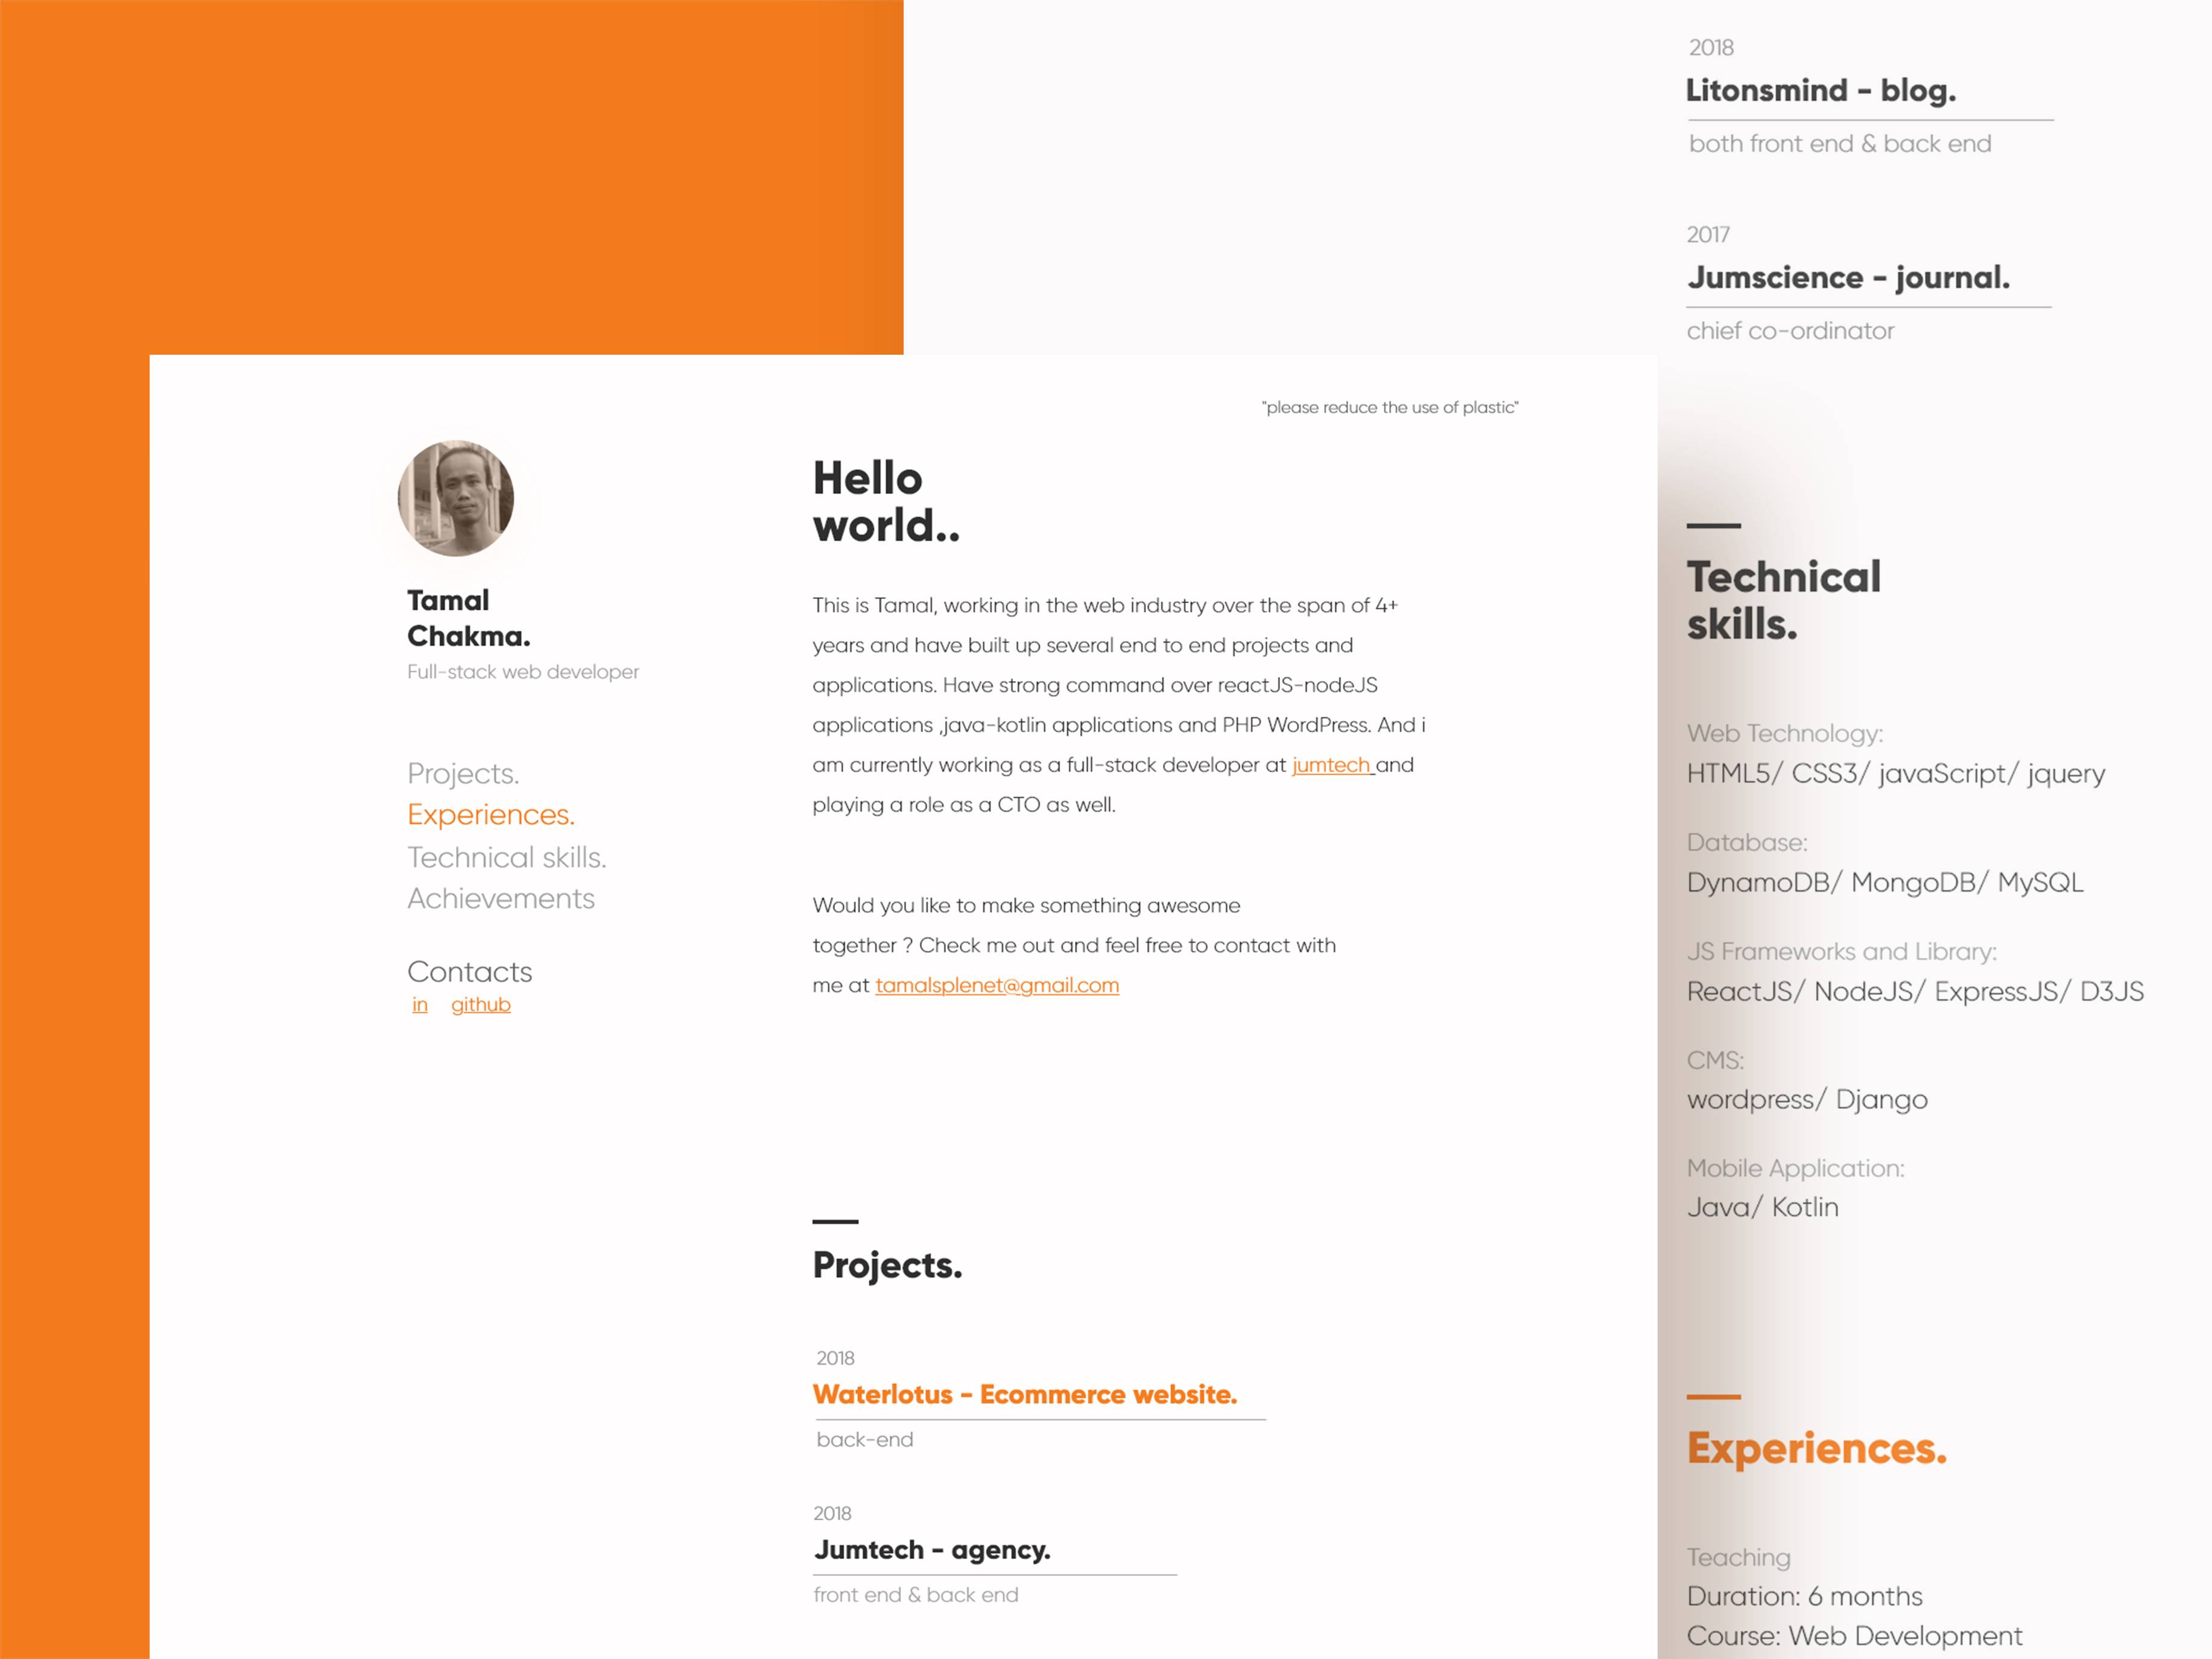 2018
Litonsmind - blog.
both front end & back end
2017
Jumscience - journal.
chief co-ordinator
"please reduce the use of plastic"
Tamal
Chakma.
Full-stack web developer
Projects.
Experiences.
Technical skills.
Achievements
Contacts
in github
Hello
world..
This is Tamal, working in the web industry over the span of 4+
years and have built up several end to end projects and
applications. Have strong command over reactJS-nodeJS
applications ,java-kotlin applications and PHP WordPress. And i
am currently working as a full-stack developer at jumtech and
playing a role as a CTO as well.
Would you like to make something awesome
together ? Check me out and feel free to contact with
me at tamalsplenet@gmail.com
Projects.
2018
Waterlotus - Ecommerce website.
back-end
2018
Jumtech - agency.
front end & back end
Technical
skills.
Web Technology:
HTML5/ CSS3/ javaScript/ jquery
Database:
DynamoDB/ MongoDB/ MySQL
JS Frameworks and Library:
ReactJS/ NodeJS/ ExpressJS/ D3JS
CMS:
wordpress/ Django
Mobile Application:
Java/ Kotlin
Experiences.
Teaching
Duration: 6 months
Course: Web Development